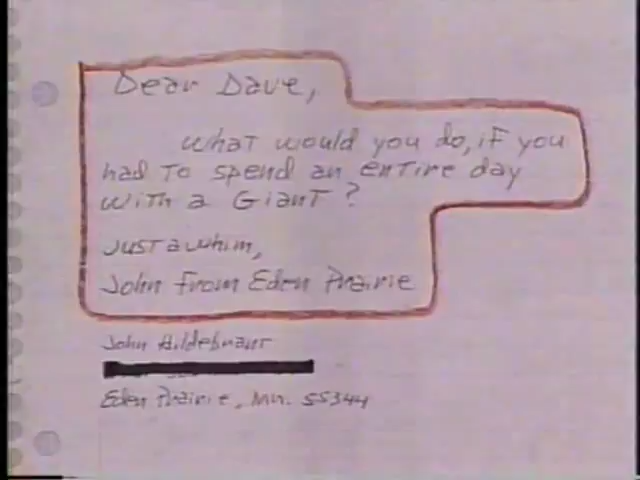 Dear Dave,
what would you do, if you
had to spend an entire day
with a Giant?
Just a whim,
John from Eden Prairie
John Hildebrant
Eden Prairie, Mn. 55344